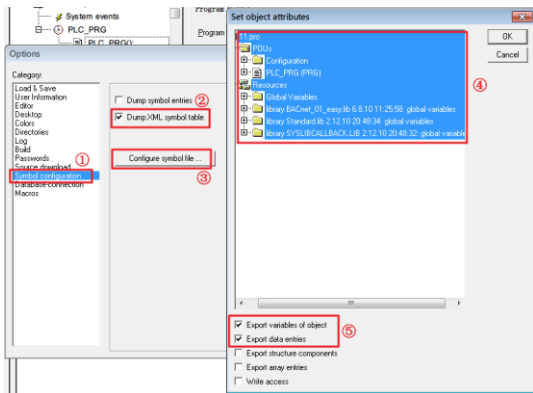 System events
PLC_PRG
PLC_PRG();
Program
Options
Category:
Load & Save
User Information
Editor
Desktop
Colors
Directories
Log
Build
Passwords
Source download
Symbol configuration
Database-connection
Macros
①
Dump symbol entries ②
Dump XML symbol table
Configure symbol file ...
③
Set object attributes
11.pro
POUs
Configuration
PLC_PRG (PRG)
Resources
Global Variables
library BACnet_01_easy.lib 6.8.10 11:25:58: global variables
library Standard.lib 2.12.10 20:48:34: global variables
library SYSLIBCALLBACK.LIB 2.12.10 20:48:32: global variable
④
OK
Cancel
Export variables of object
Export data entries
⑤
Export structure components
Export array entries
Write access